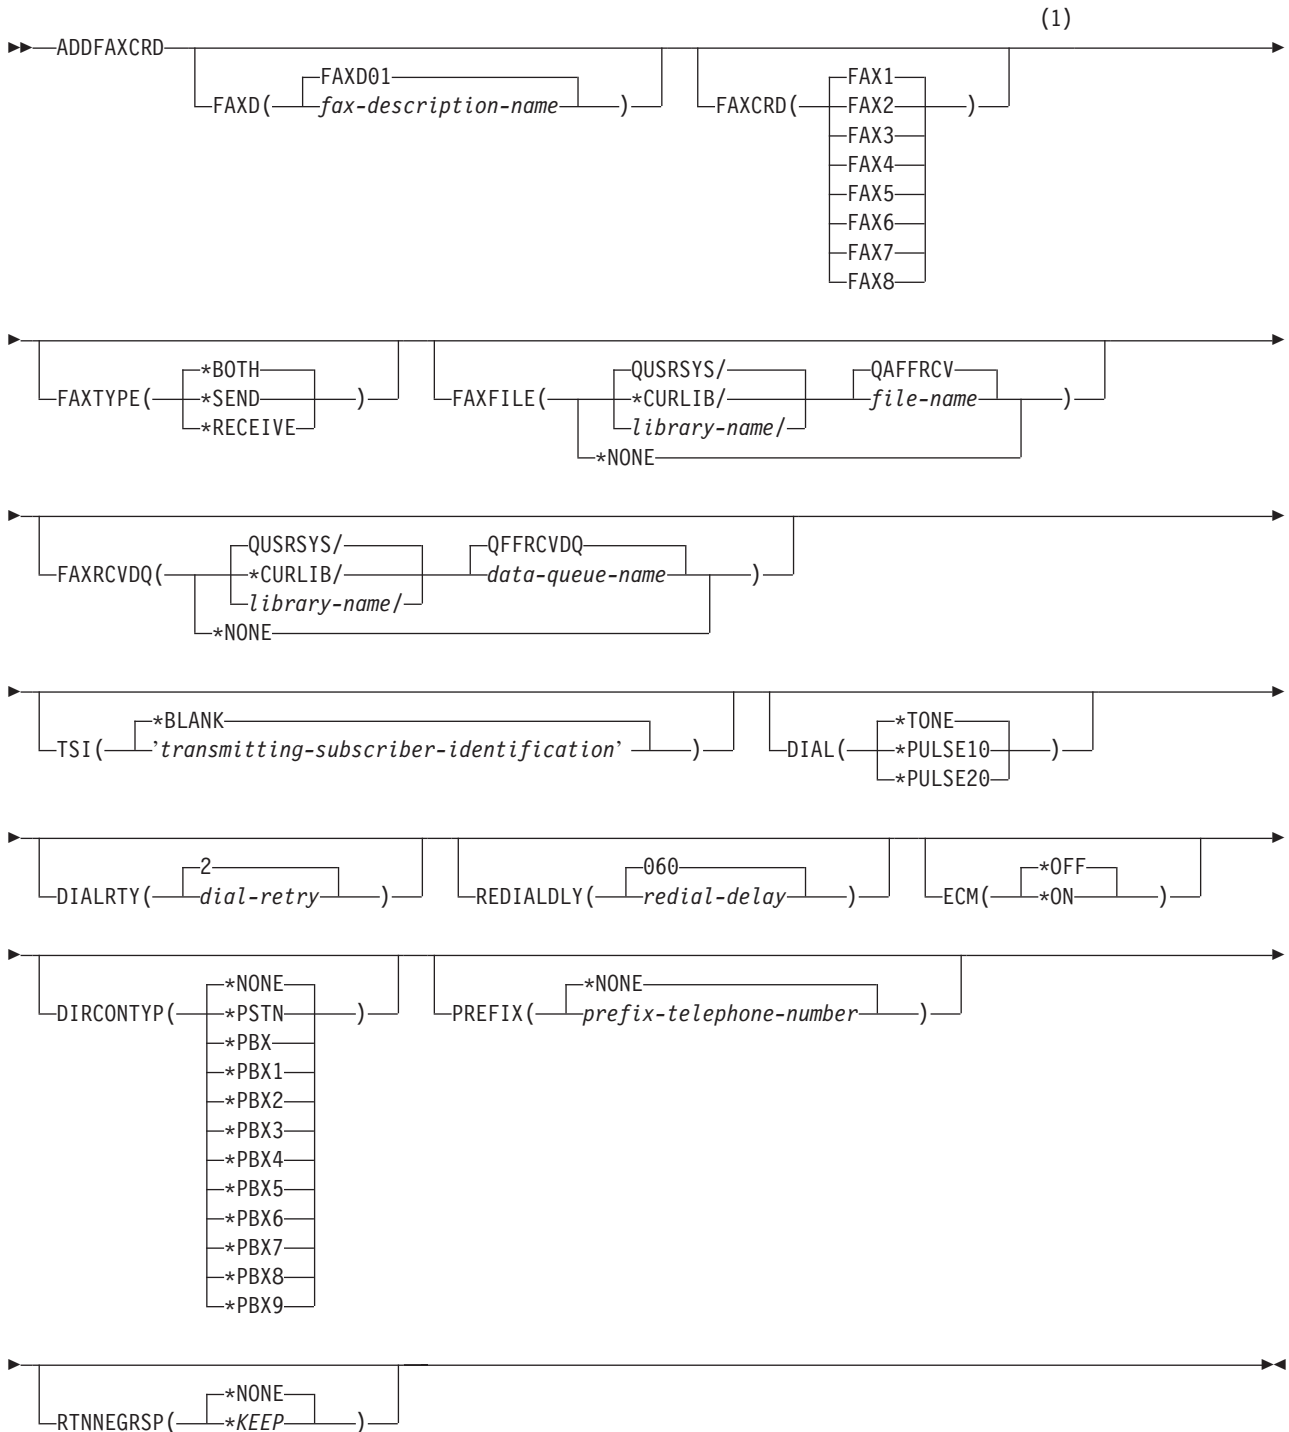 (1)
ADDFAXCRD
FAXD( FAXD01 )
fax-description-name
FAXCRD( FAX1 )
FAX2
FAX3
FAX4
FAX5
FAX6
FAX7
FAX8
FAXTYPE( *BOTH )
*SEND
*RECEIVE
FAXFILE( QUSRSYS/ QAFFRCV )
*CURLIB/ file-name
library-name/
*NONE
FAXRCVDQ( QUSRSYS/ QFFRCVDQ )
*CURLIB/ data-queue-name
library-name/
*NONE
TSI( *BLANK )
'transmitting-subscriber-identification'
DIAL( *TONE )
*PULSE10
*PULSE20
DIALRTY( 2 )
dial-retry
REDIALDLY( 060 )
redial-delay
ECM( *OFF )
*ON
DIRCONTYP( *NONE )
*PSTN
*PBX
*PBX1
*PBX2
*PBX3
*PBX4
*PBX5
*PBX6
*PBX7
*PBX8
*PBX9
PREFIX( *NONE )
prefix-telephone-number
RTNNEGRSP( *NONE )
*KEEP